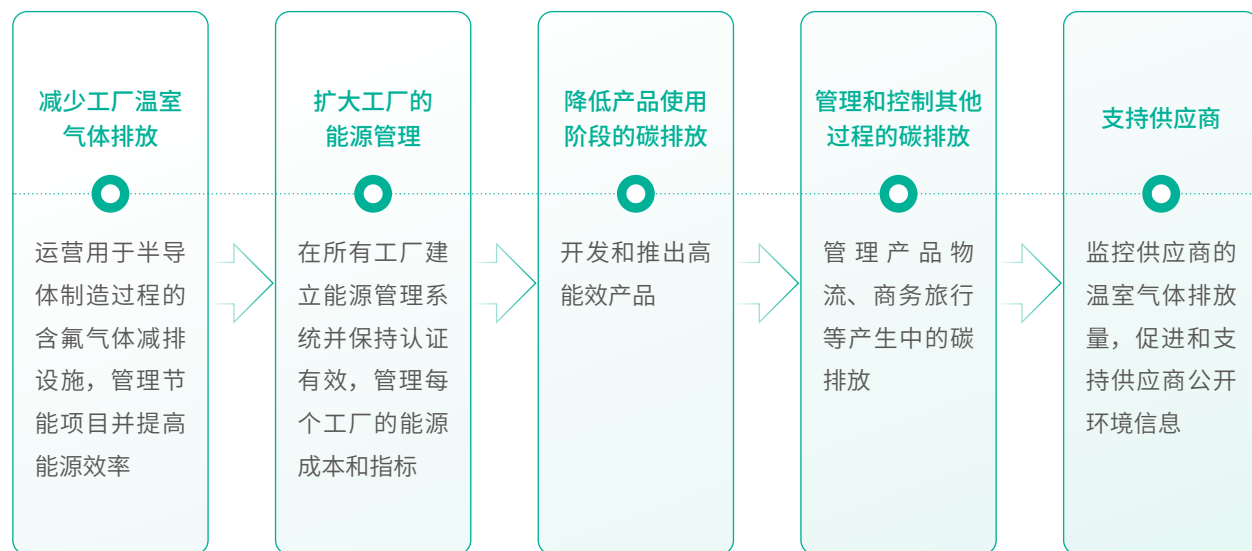 减少工厂温室
气体排放
运营用于半导
体制造过程的
含氟气体减排
设施，管理节
能项目并提高
能源效率
扩大工厂的
能源管理
在所有工厂建
立能源管理系
统并保持认证
有效，管理每
个工厂的能源
成本和指标
降低产品使用
阶段的碳排放
开发和推出高
能效产品
管理和控制其他
过程的碳排放
管理产品物
流、商务旅行
等产生中的碳
排放
支持供应商
监控供应商的
温室气体排放
量，促进和支
持供应商公开
环境信息